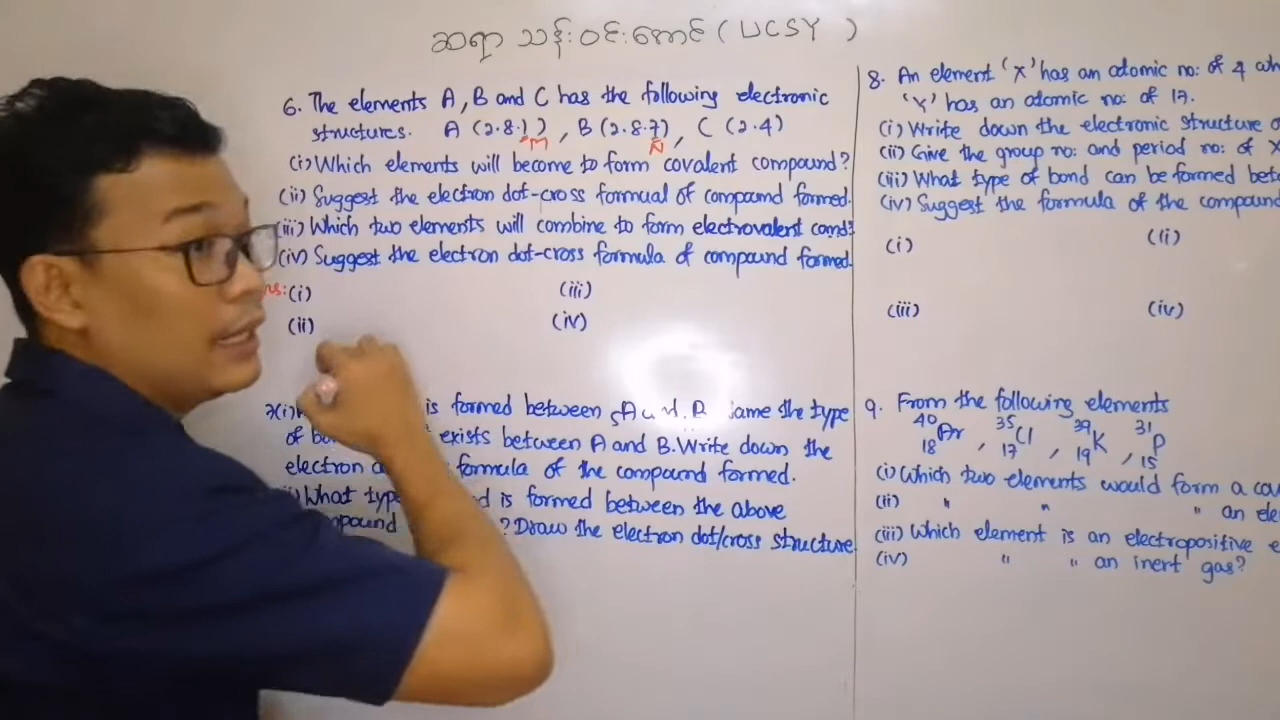 ဆရာ သန်းဝင်းအောင် ( UCSY )
6. The elements A, B and C has the following electronic
structures. A (2.8.1), B (2.8.7), C (2.4)
M N
(i) Which elements will become to form covalent compound?
(ii) Suggest the electron dot-cross formual of compound formed.
(iii) Which two elements will combine to form electrovalent comd?
(iv) Suggest the electron dot-cross formula of compound formed.
(i) (iii)
(ii) (iv)
7(i) is formed between A B the type
of exists between A and B. Write down the
electron formula of the compound formed.
What is formed between the above
? Draw the electron dot/cross structure
8. An element 'X' has an atomic no: of 4
'Y' has an atomic no: of 17.
(i) Write down the electronic structure
(ii) Give the group no: and period no: of X
(iii) What type of bond can be formed
(iv) Suggest the formula of the compound
(i) (ii)
(iii) (iv)
9. From the following elements
40 35 39 31
Ar, Cl, K, P
18 17 19 15
(i) Which two elements would form a
(ii) " " " an
(iii) Which element is an electropositive
(iv) " " an inert gas?